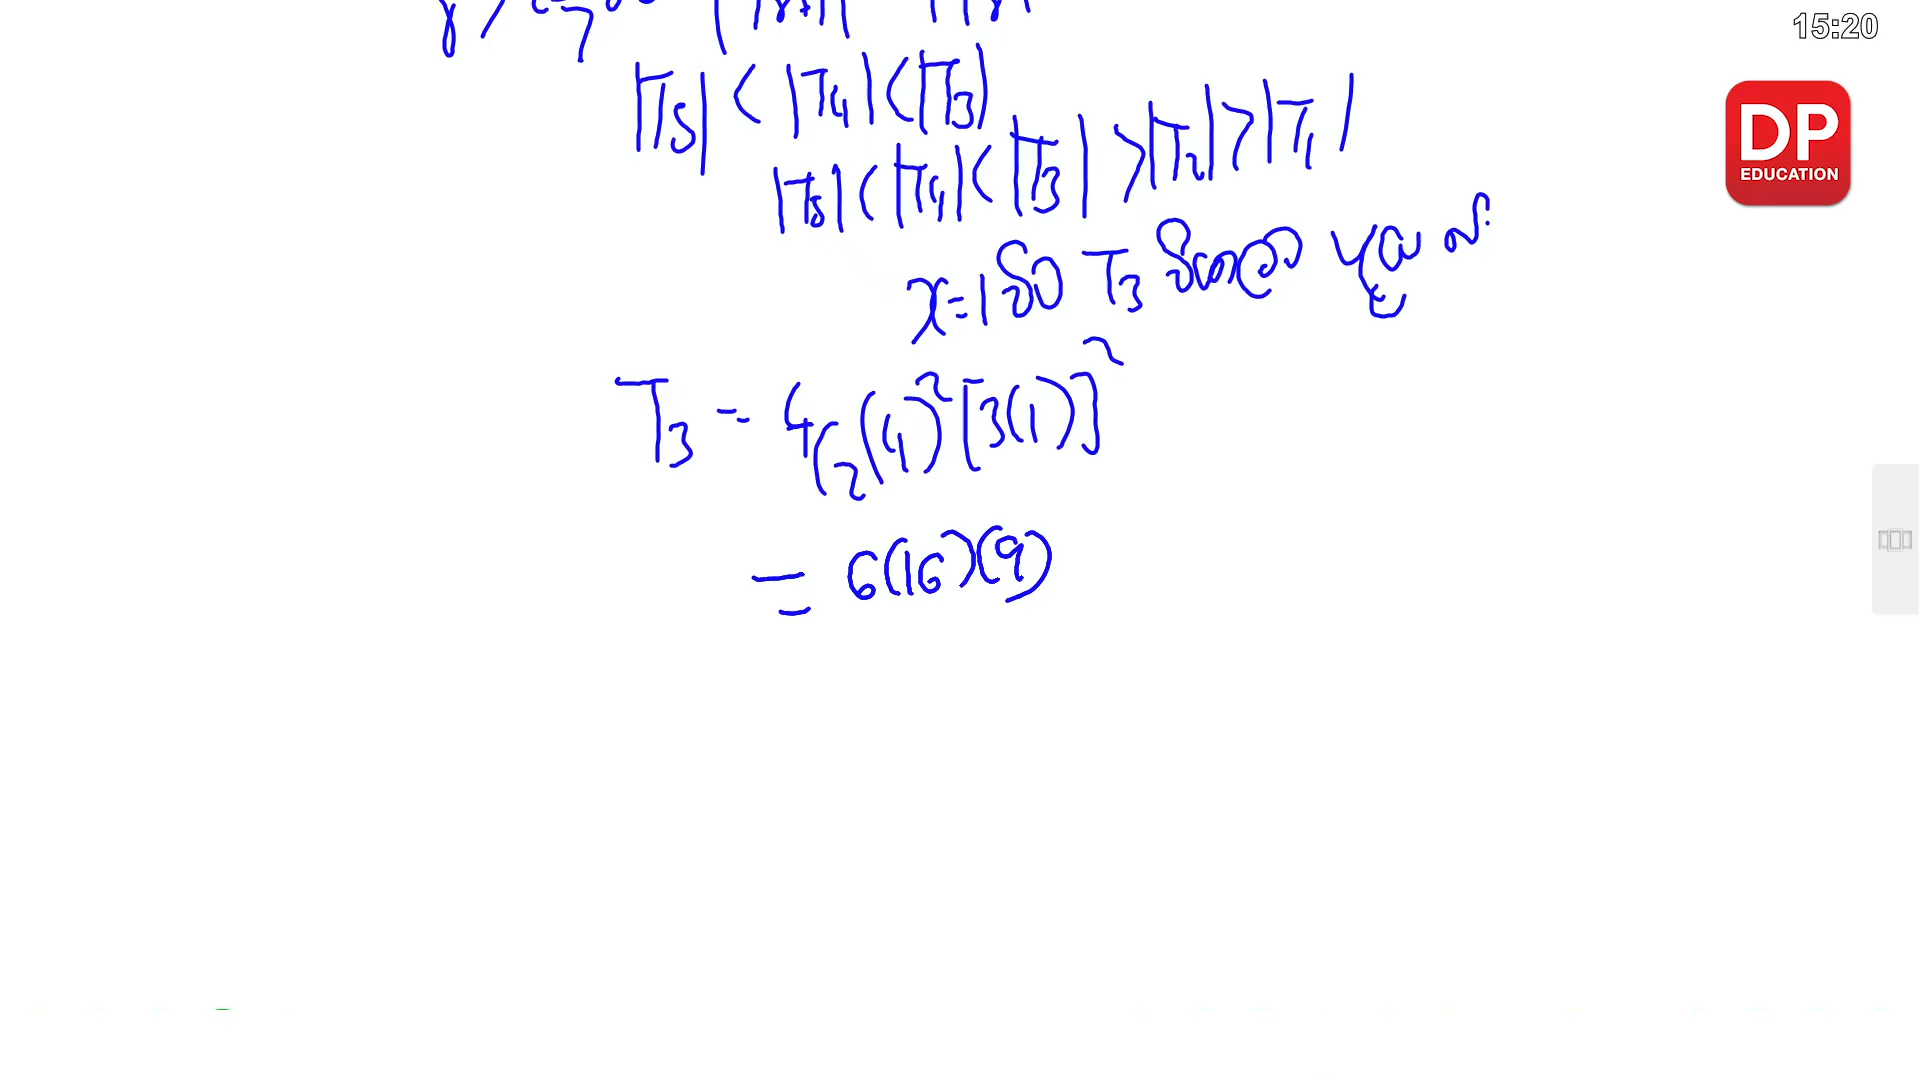 15:20
DP
EDUCATION
|T5| < |T4| < |T3|
|T5| < |T4| < |T3| > |T2| > |T1|
x=1 විට T3 විශාලම පදය වේ.
T3 = 4C2 (4)^2 [3(1)]^2
= 6(16)(9)